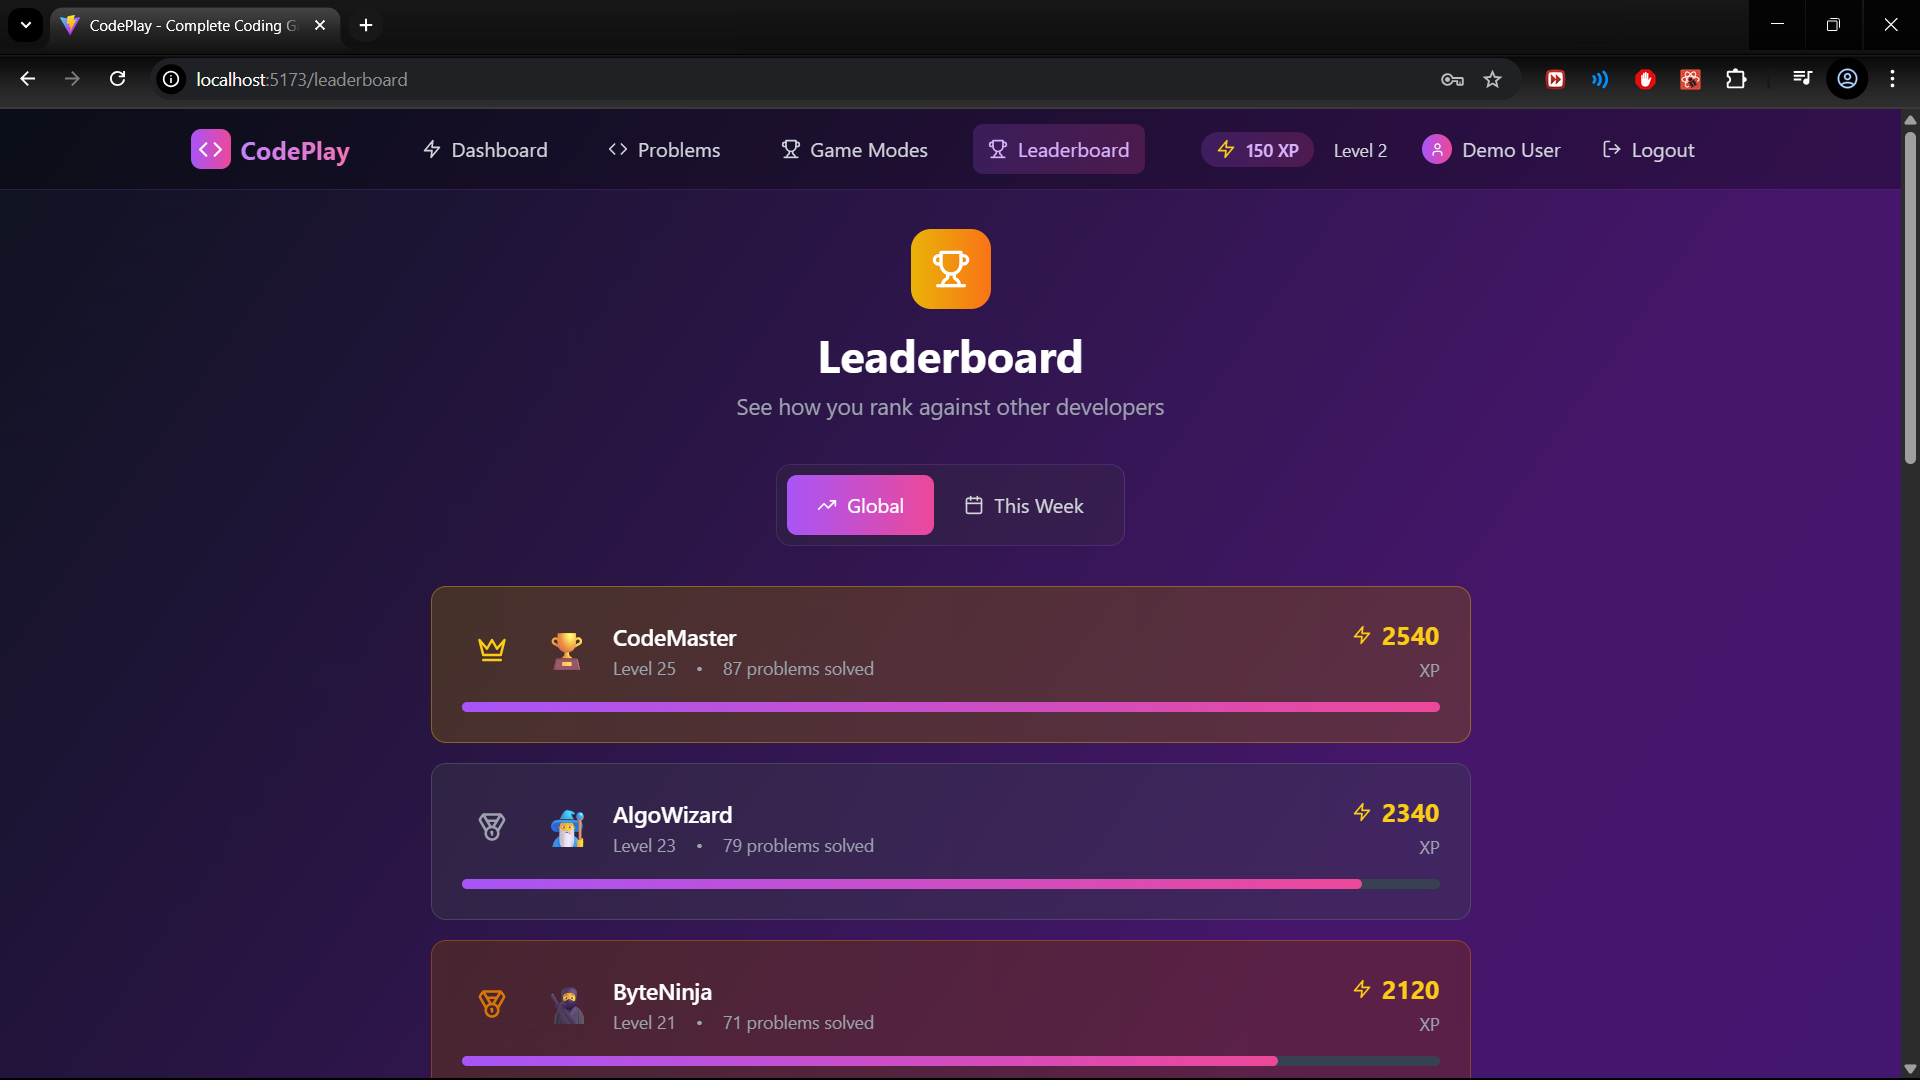 CodePlay - Complete Coding G
localhost:5173/leaderboard
CodePlay
Dashboard
Problems
Game Modes
Leaderboard
150 XP
Level 2
Demo User
Logout
Leaderboard
See how you rank against other developers
Global
This Week
CodeMaster
Level 25 • 87 problems solved
2540
XP
AlgoWizard
Level 23 • 79 problems solved
2340
XP
ByteNinja
Level 21 • 71 problems solved
2120
XP